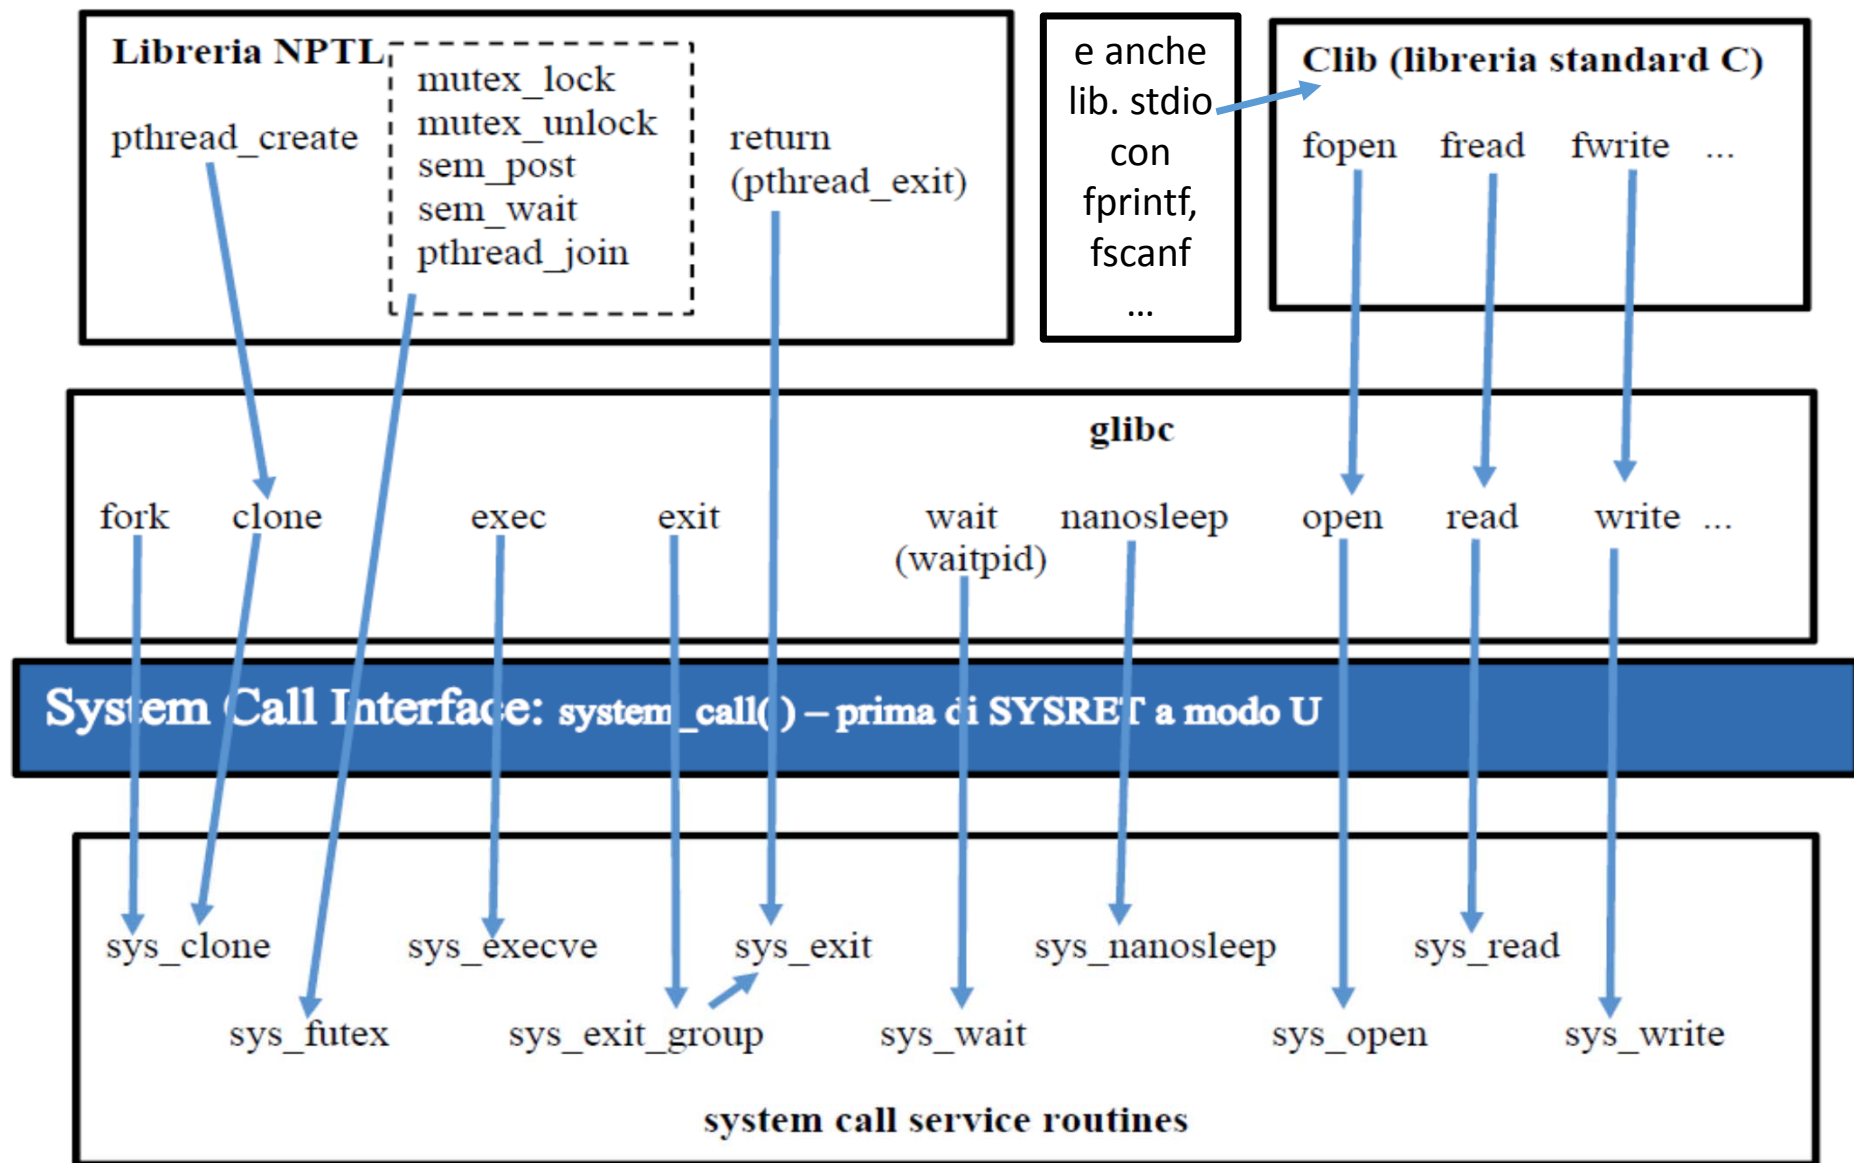 Libreria NPTL
pthread_create
mutex_lock
mutex_unlock
sem_post
sem_wait
pthread_join
return
(pthread_exit)
e anche
lib. stdio
con
fprintf,
fscanf
...
Clib (libreria standard C)
fopen fread fwrite ...
glibc
fork clone exec exit wait nanosleep open read write ...
(waitpid)
System Call Interface: system_call( ) – prima di SYSRET a modo U
sys_clone sys_execve sys_exit sys_nanosleep sys_read
sys_futex sys_exit_group sys_wait sys_open sys_write
system call service routines